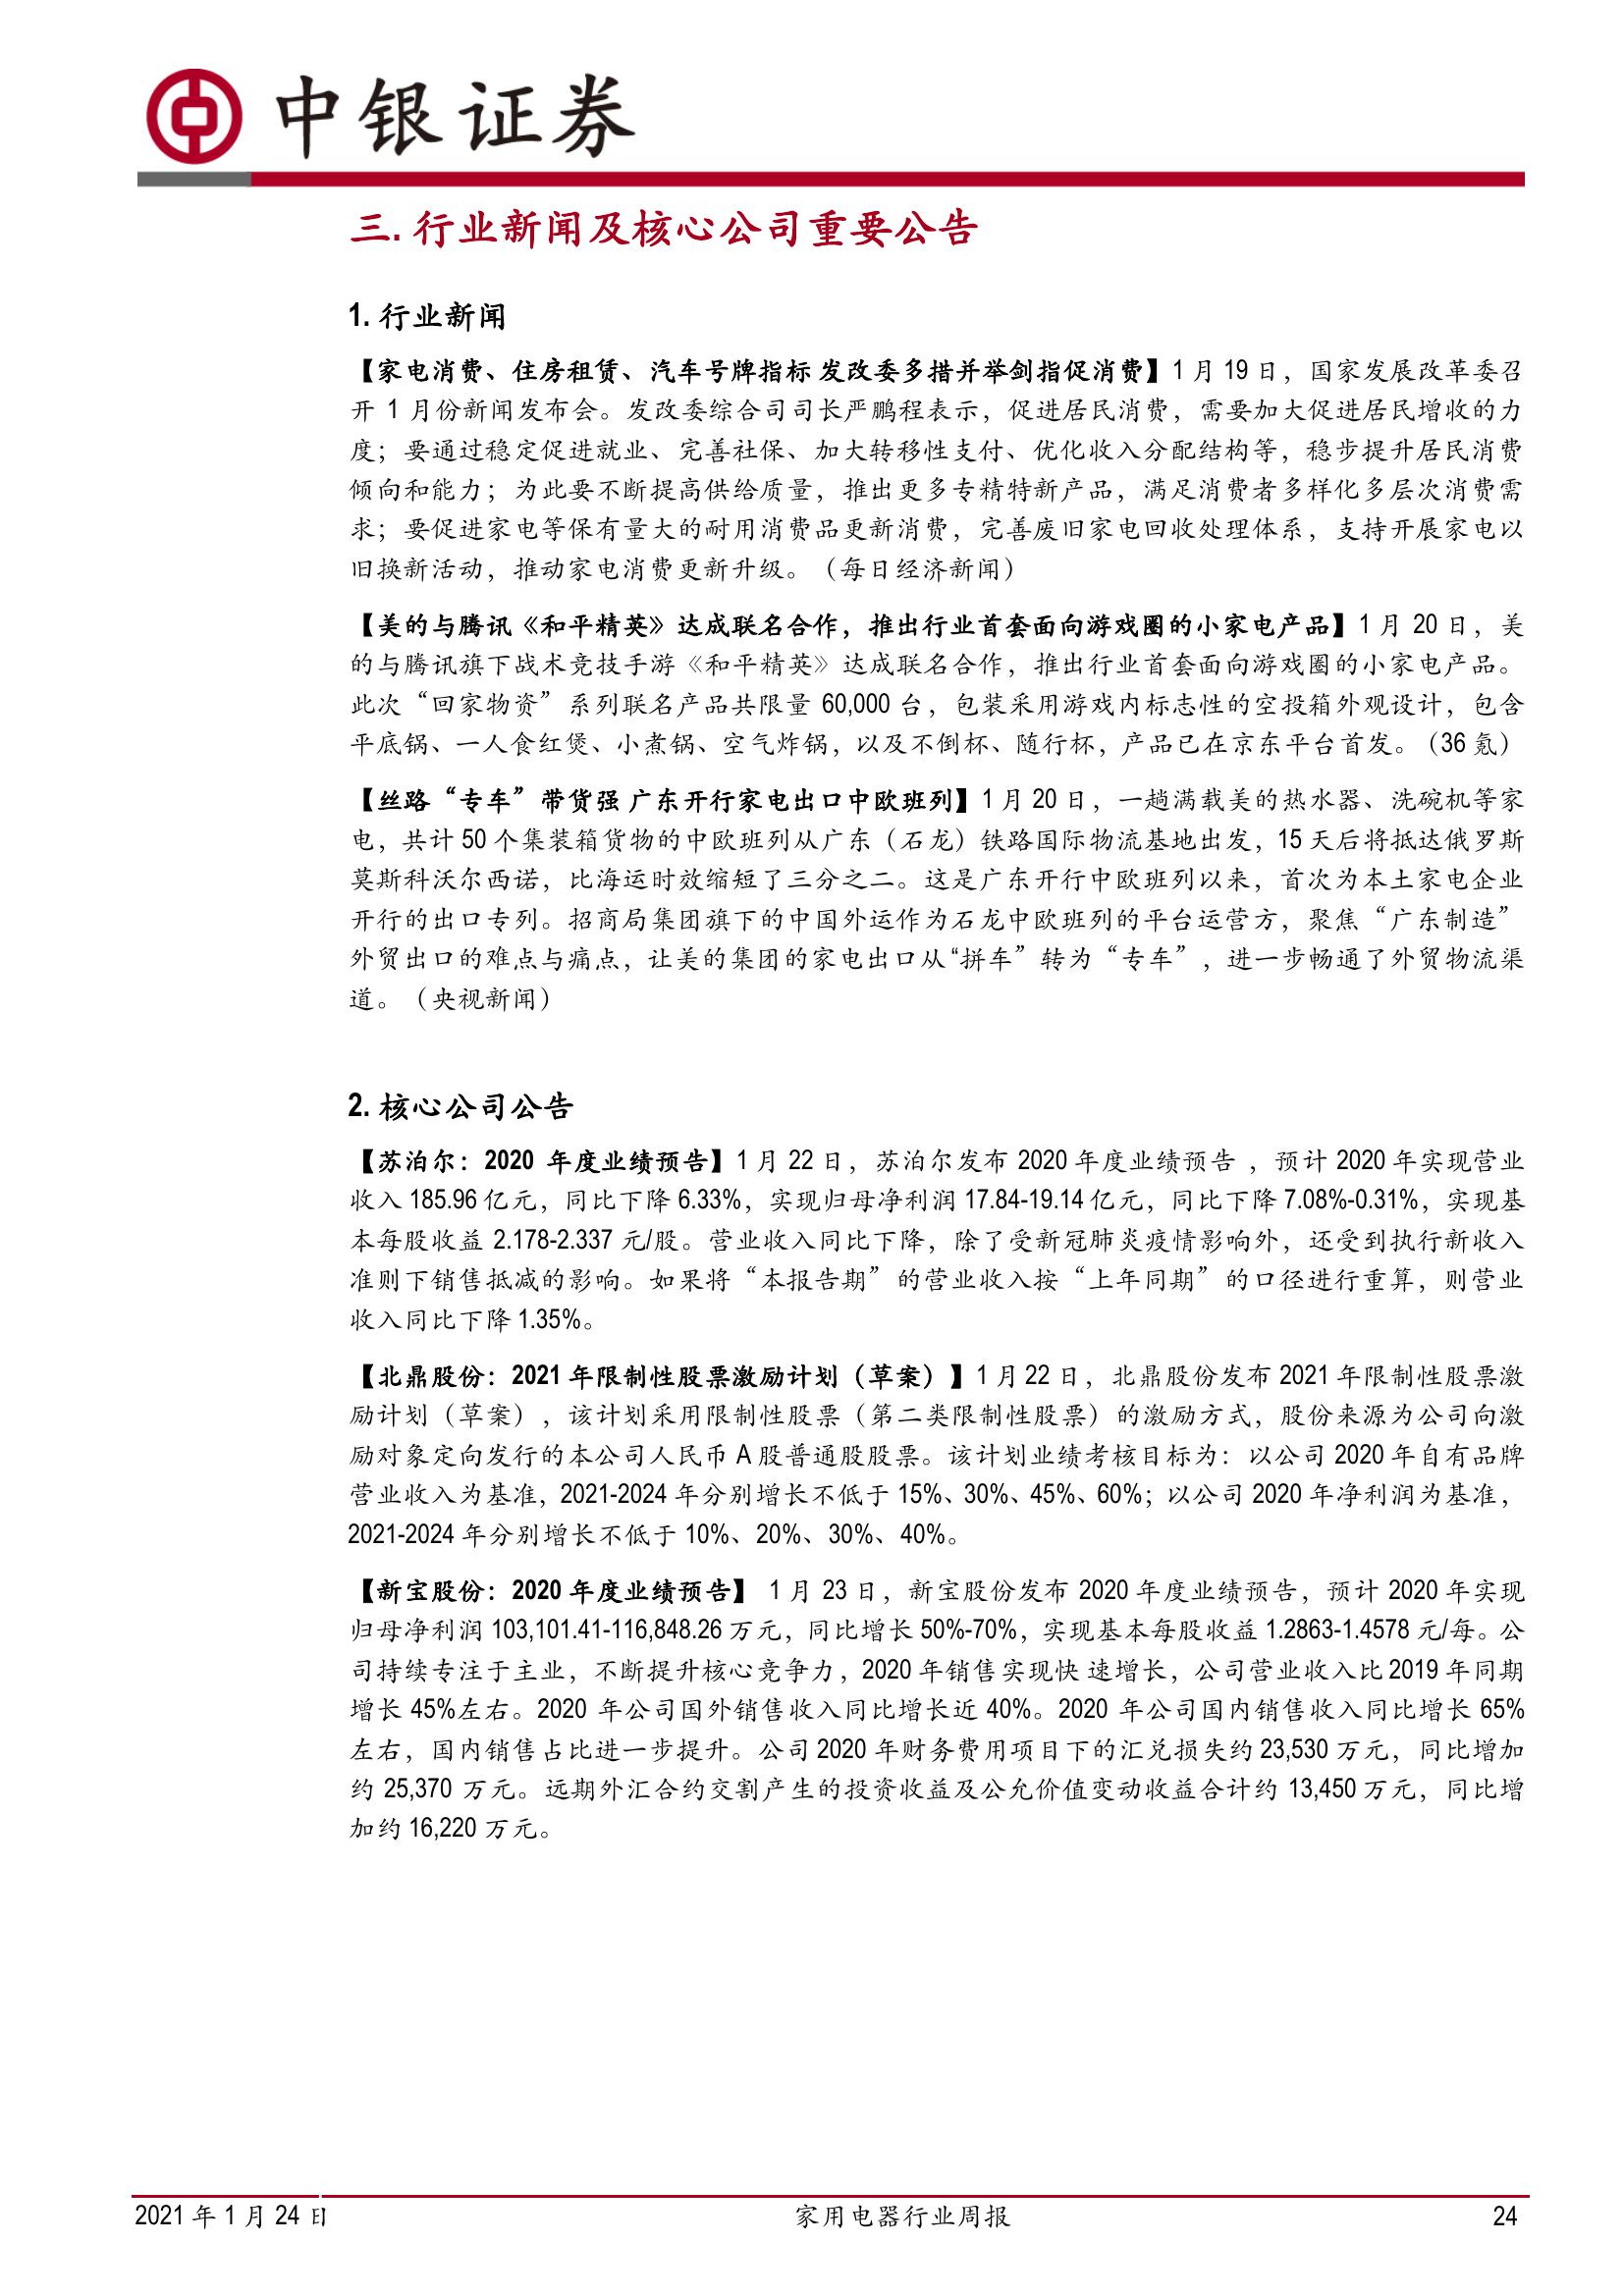 中银证券
三. 行业新闻及核心公司重要公告
1. 行业新闻
【家电消费、住房租赁、汽车号牌指标 发改委多措并举剑指促消费】1 月 19 日，国家发展改革委召
开 1 月份新闻发布会。发改委综合司司长严鹏程表示，促进居民消费，需要加大促进居民增收的力
度；要通过稳定促进就业、完善社保、加大转移性支付、优化收入分配结构等，稳步提升居民消费
倾向和能力；为此要不断提高供给质量，推出更多专精特新产品，满足消费者多样化多层次消费需
求；要促进家电等保有量大的耐用消费品更新消费，完善废旧家电回收处理体系，支持开展家电以
旧换新活动，推动家电消费更新升级。（每日经济新闻）
【美的与腾讯《和平精英》达成联名合作，推出行业首套面向游戏圈的小家电产品】1 月 20 日，美
的与腾讯旗下战术竞技手游《和平精英》达成联名合作，推出行业首套面向游戏圈的小家电产品。
此次“回家物资”系列联名产品共限量 60,000 台，包装采用游戏内标志性的空投箱外观设计，包含
平底锅、一人食红煲、小煮锅、空气炸锅，以及不倒杯、随行杯，产品已在京东平台首发。（36 氪）
【丝路“专车”带货强 广东开行家电出口中欧班列】1 月 20 日，一趟满载美的热水器、洗碗机等家
电，共计 50 个集装箱货物的中欧班列从广东（石龙）铁路国际物流基地出发，15 天后将抵达俄罗斯
莫斯科沃尔西诺，比海运时效缩短了三分之二。这是广东开行中欧班列以来，首次为本土家电企业
开行的出口专列。招商局集团旗下的中国外运作为石龙中欧班列的平台运营方，聚焦“广东制造”
外贸出口的难点与痛点，让美的集团的家电出口从“拼车”转为“专车”，进一步畅通了外贸物流渠
道。（央视新闻）
2. 核心公司公告
【苏泊尔：2020 年度业绩预告】1 月 22 日，苏泊尔发布 2020 年度业绩预告 ，预计 2020 年实现营业
收入 185.96 亿元，同比下降 6.33%，实现归母净利润 17.84-19.14 亿元，同比下降 7.08%-0.31%，实现基
本每股收益 2.178-2.337 元/股。营业收入同比下降，除了受新冠肺炎疫情影响外，还受到执行新收入
准则下销售抵减的影响。如果将“本报告期”的营业收入按“上年同期”的口径进行重算，则营业
收入同比下降 1.35%。
【北鼎股份：2021 年限制性股票激励计划（草案）】1 月 22 日，北鼎股份发布 2021 年限制性股票激
励计划（草案），该计划采用限制性股票（第二类限制性股票）的激励方式，股份来源为公司向激
励对象定向发行的本公司人民币 A 股普通股股票。该计划业绩考核目标为：以公司 2020 年自有品牌
营业收入为基准，2021-2024 年分别增长不低于 15%、30%、45%、60%；以公司 2020 年净利润为基准，
2021-2024 年分别增长不低于 10%、20%、30%、40%。
【新宝股份：2020 年度业绩预告】 1 月 23 日，新宝股份发布 2020 年度业绩预告，预计 2020 年实现
归母净利润 103,101.41-116,848.26 万元，同比增长 50%-70%，实现基本每股收益 1.2863-1.4578 元/每。公
司持续专注于主业，不断提升核心竞争力，2020 年销售实现快 速增长，公司营业收入比 2019 年同期
增长 45%左右。2020 年公司国外销售收入同比增长近 40%。2020 年公司国内销售收入同比增长 65%
左右，国内销售占比进一步提升。公司 2020 年财务费用项目下的汇兑损失约 23,530 万元，同比增加
约 25,370 万元。远期外汇合约交割产生的投资收益及公允价值变动收益合计约 13,450 万元，同比增
加约 16,220 万元。
2021 年 1 月 24 日 家用电器行业周报 24